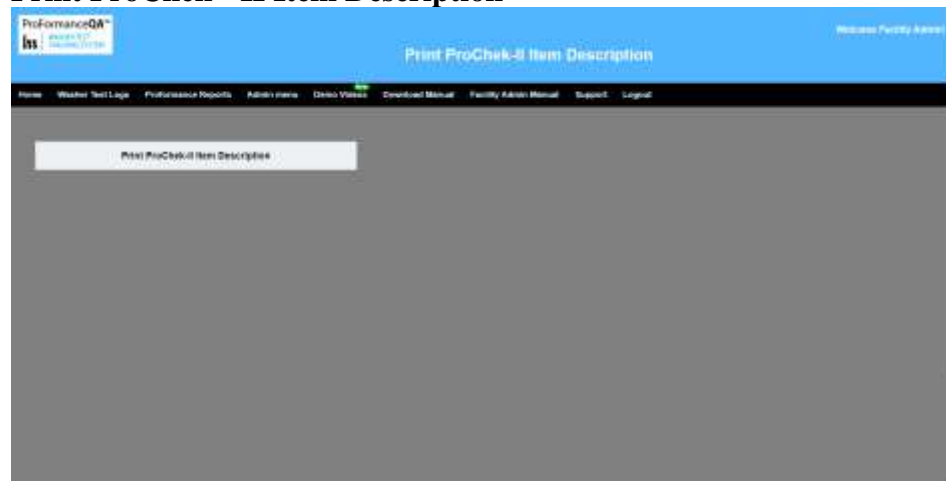 Print ProChek - II Item Description
ProFormanceQA™
Print ProChek-II Item Description
Welcome Facility Admin!
Home Washer Test Logs Proformance Reports Admin menu Demo Videos Download Manual Facility Admin Manual Support Logout
Print ProChek-II Item Description